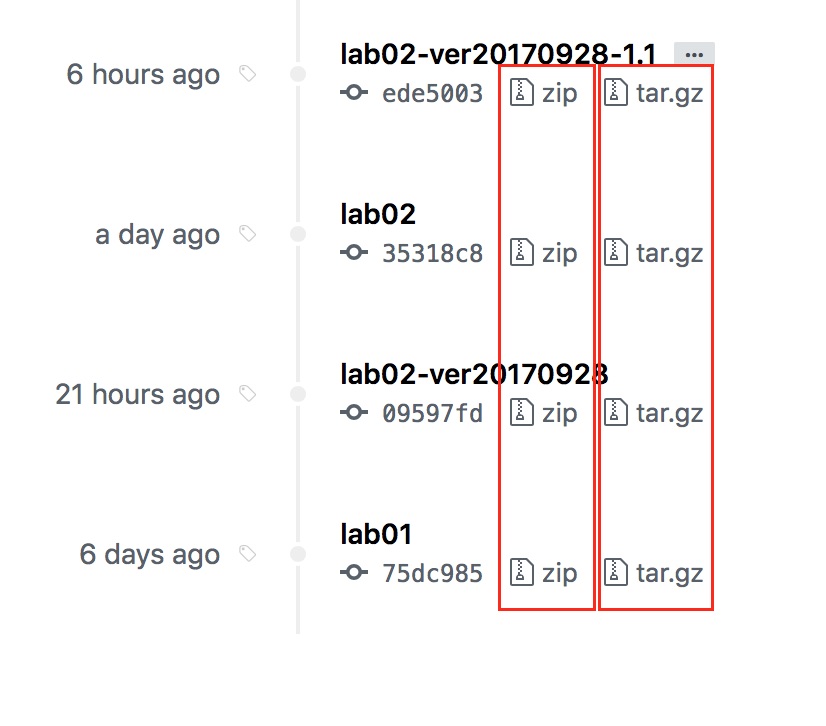 lab02-ver20170928-1.1 ...
6 hours ago
ede5003 zip tar.gz
lab02
a day ago
35318c8 zip tar.gz
lab02-ver20170928
21 hours ago
09597fd zip tar.gz
lab01
6 days ago
75dc985 zip tar.gz